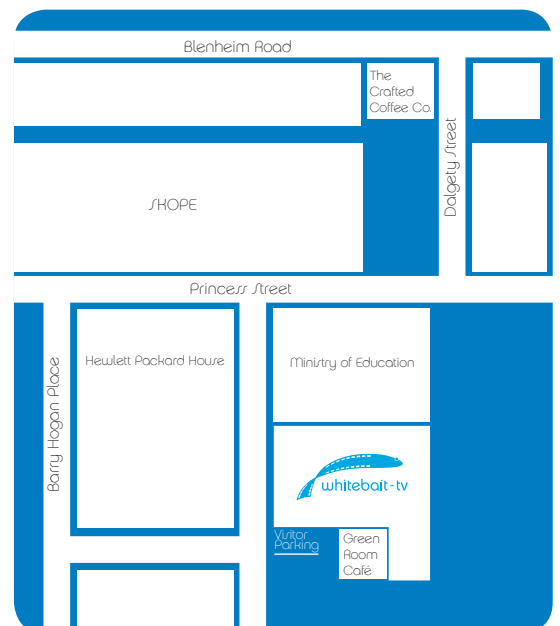 Blenheim Road
The
Crafted
Coffee Co.
Dalgety Street
SKOPE
Princess Street
Barry Hogan Place
Hewlett Packard House
Ministry of Education
whitebait-tv
Visitor
Parking
Green
Room
Café